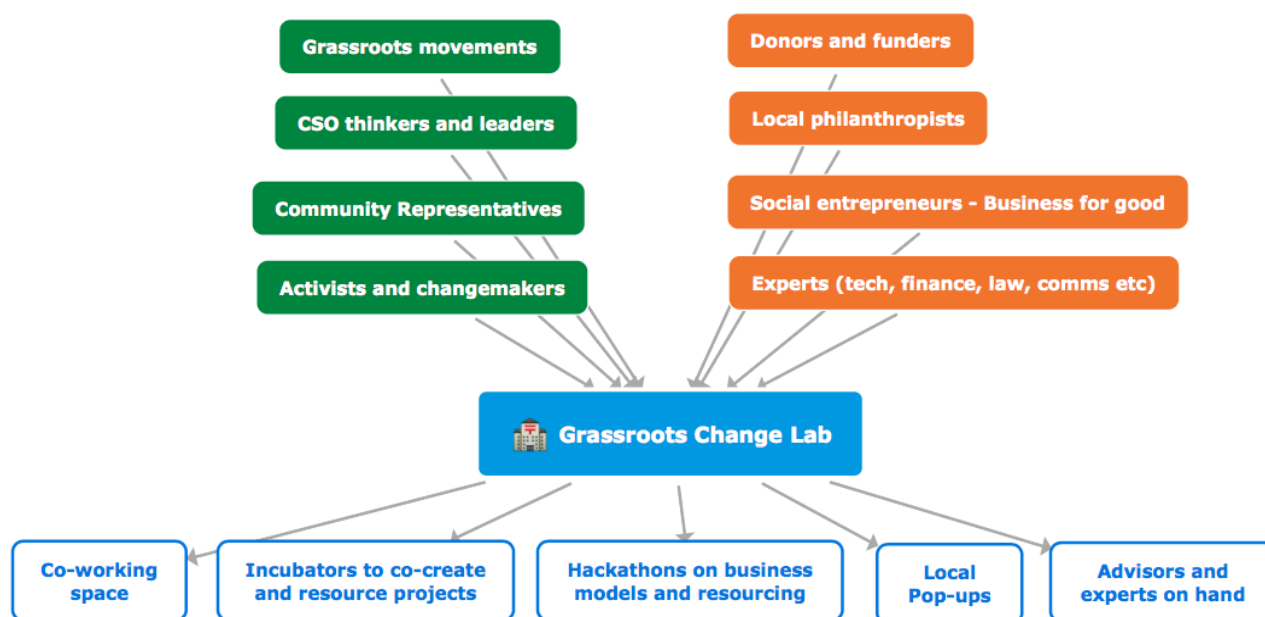 Grassroots movements
CSO thinkers and leaders
Community Representatives
Activists and changemakers
Donors and funders
Local philanthropists
Social entrepreneurs - Business for good
Experts (tech, finance, law, comms etc)
Grassroots Change Lab
Co-working
space
Incubators to co-create
and resource projects
Hackathons on business
models and resourcing
Local
Pop-ups
Advisors and
experts on hand